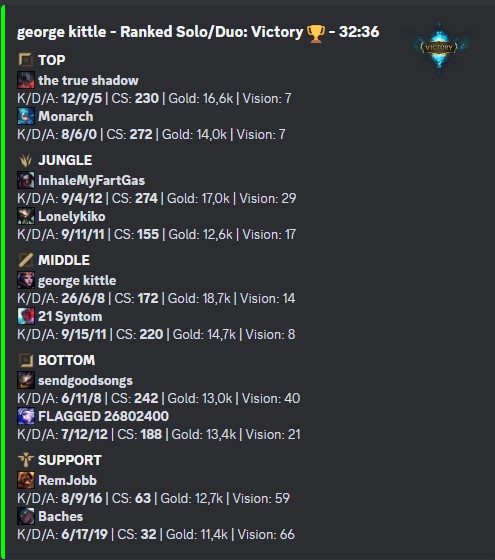 george kittle - Ranked Solo/Duo: Victory 🏆 - 32:36
VICTORY
TOP
the true shadow
K/D/A: 12/9/5 | CS: 230 | Gold: 16,6k | Vision: 7
Monarch
K/D/A: 8/6/0 | CS: 272 | Gold: 14,0k | Vision: 7
JUNGLE
InhaleMyFartGas
K/D/A: 9/4/12 | CS: 274 | Gold: 17,0k | Vision: 29
Lonelykiko
K/D/A: 9/11/11 | CS: 155 | Gold: 12,6k | Vision: 17
MIDDLE
george kittle
K/D/A: 26/6/8 | CS: 172 | Gold: 18,7k | Vision: 14
21 Syntom
K/D/A: 9/15/11 | CS: 220 | Gold: 14,7k | Vision: 8
BOTTOM
sendgoodsongs
K/D/A: 6/11/8 | CS: 242 | Gold: 13,0k | Vision: 40
FLAGGED 26802400
K/D/A: 7/12/12 | CS: 188 | Gold: 13,4k | Vision: 21
SUPPORT
RemJobb
K/D/A: 8/9/16 | CS: 63 | Gold: 12,7k | Vision: 59
Baches
K/D/A: 6/17/19 | CS: 32 | Gold: 11,4k | Vision: 66